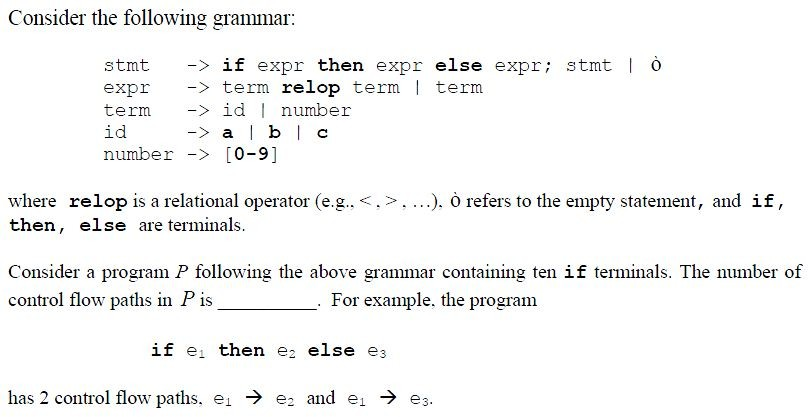 Consider the following grammar:
stmt -> if expr then expr else expr; stmt | ò
expr -> term relop term | term
term -> id | number
id -> a | b | c
number -> [0-9]
where relop is a relational operator (e.g., <, >, …), ò refers to the empty statement, and if,
then, else are terminals.
Consider a program P following the above grammar containing ten if terminals. The number of
control flow paths in P is ________. For example, the program
if e₁ then e₂ else e₃
has 2 control flow paths, e₁ → e₂ and e₁ → e₃.